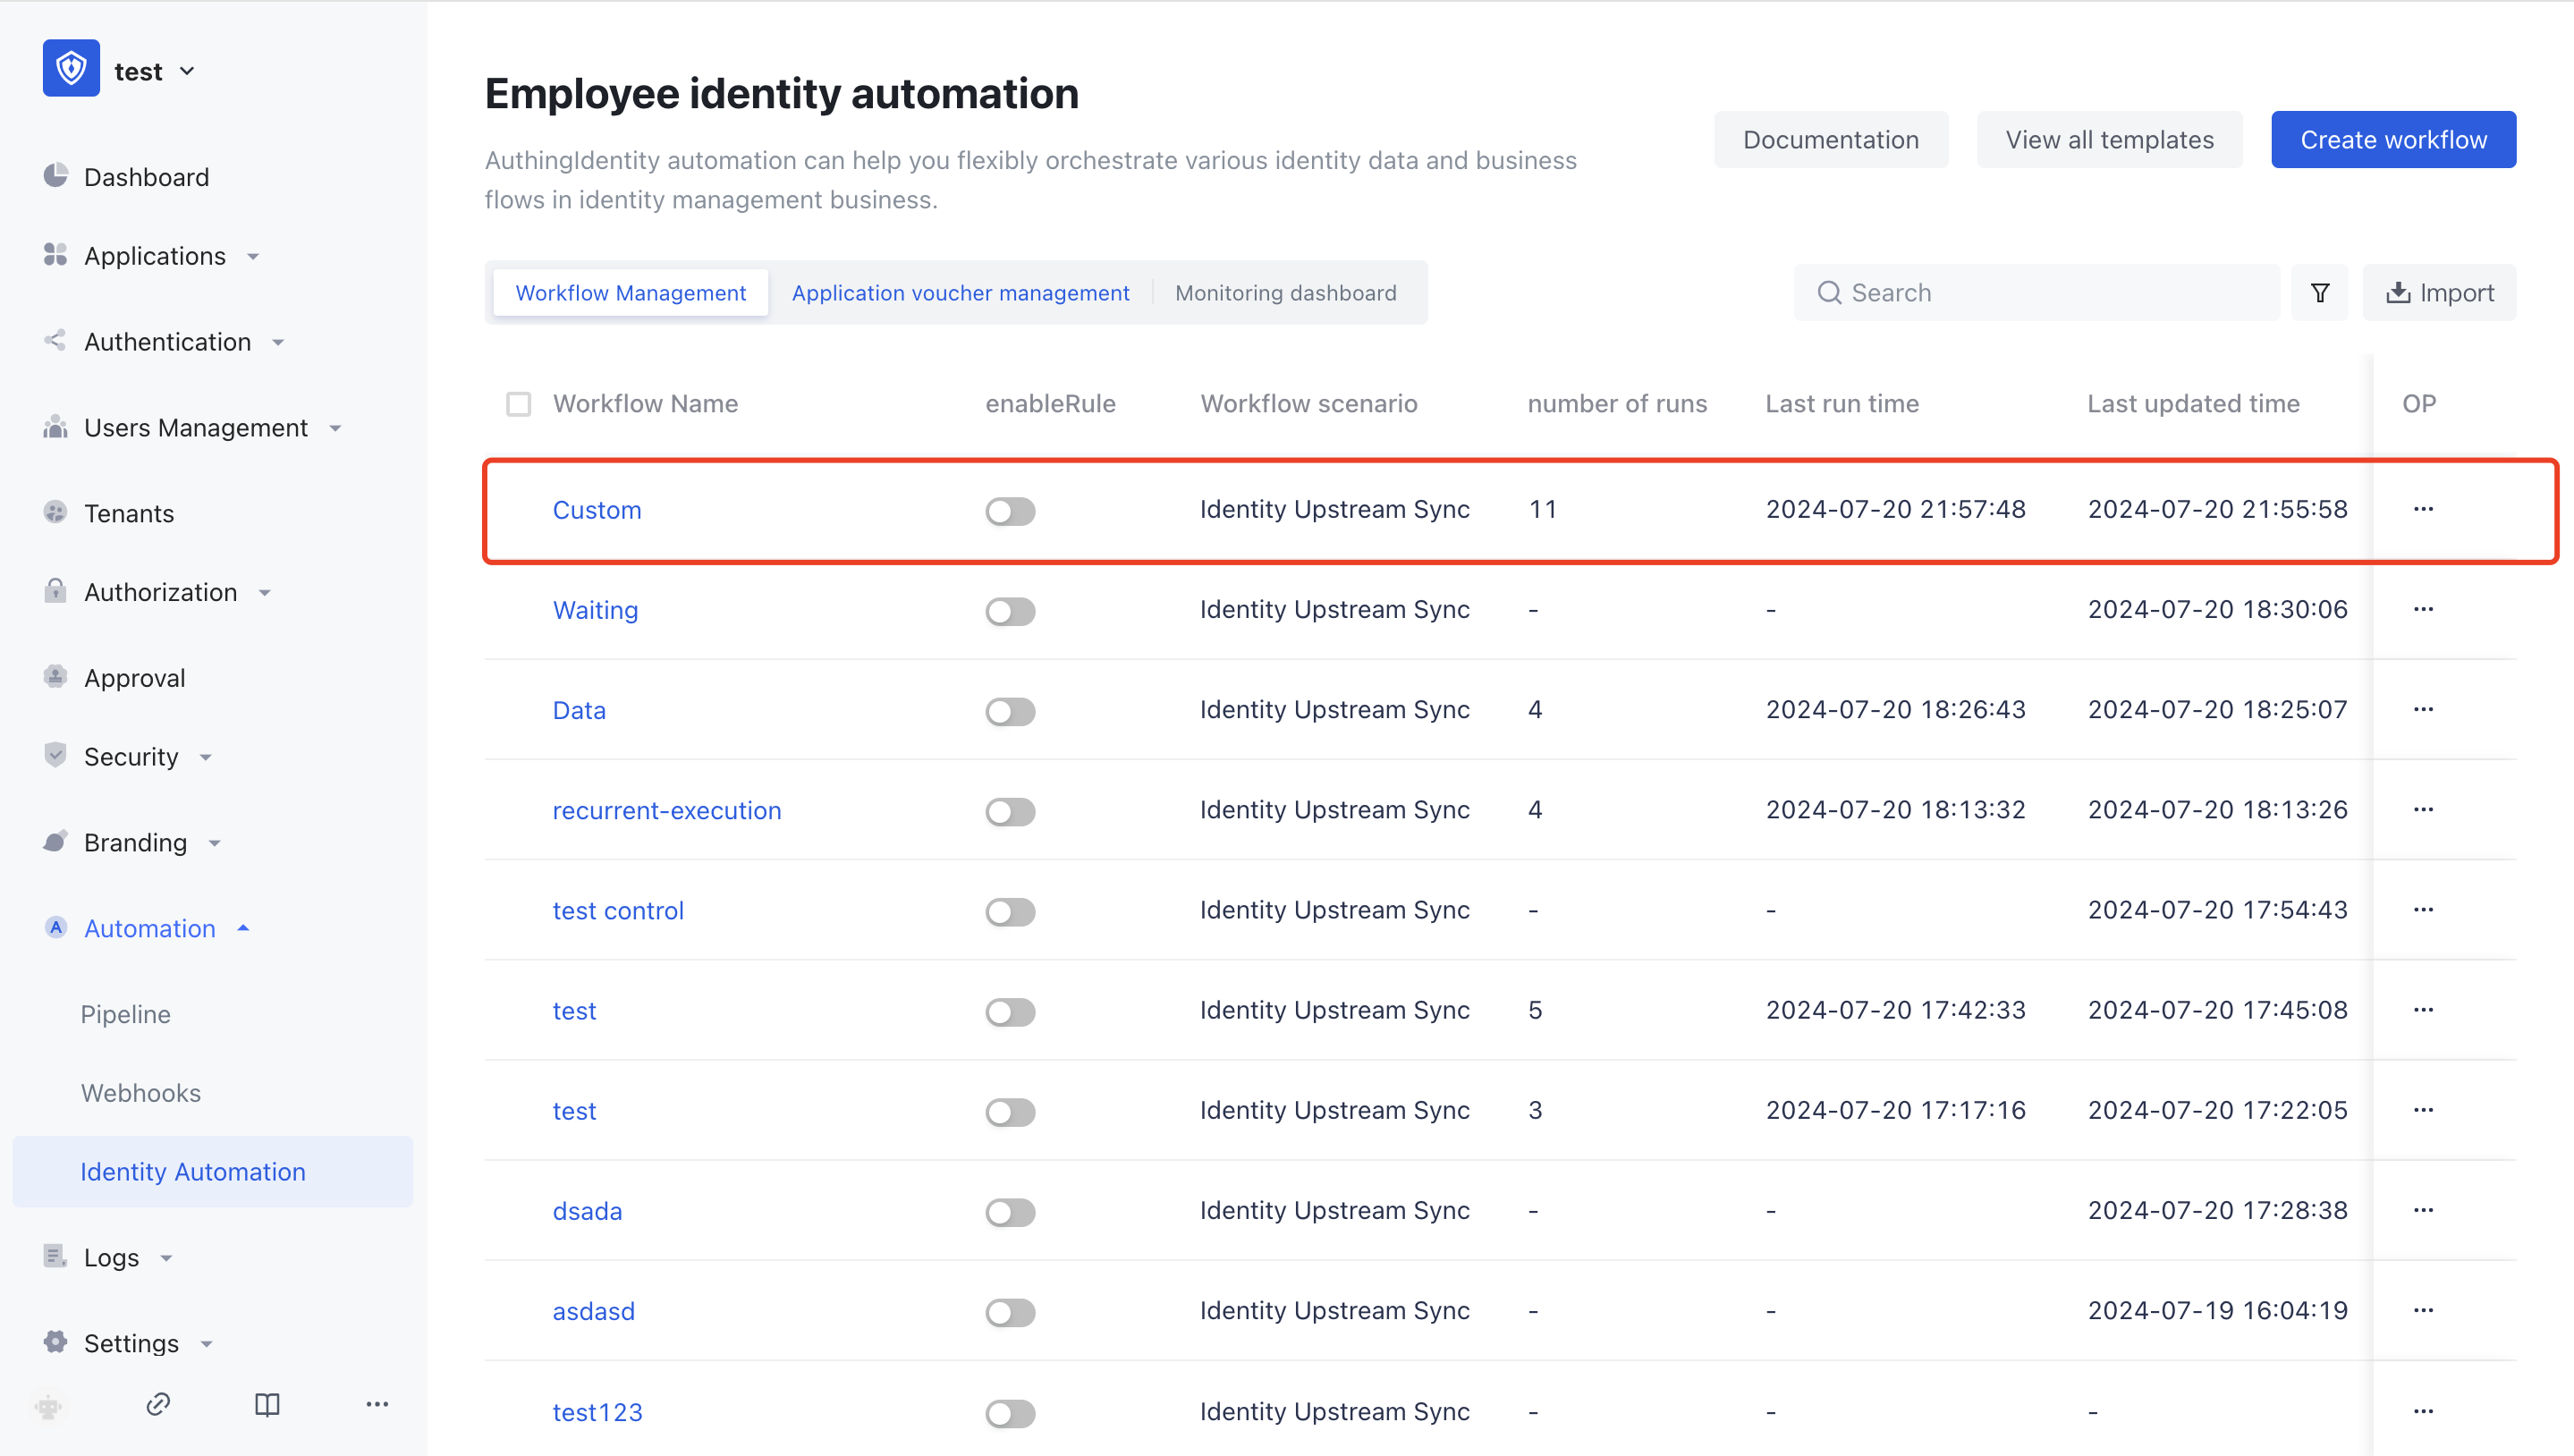 test
Dashboard
Applications
Authentication
Users Management
Tenants
Authorization
Approval
Security
Branding
A Automation
Pipeline
Webhooks
Identity Automation
Logs
Settings
Employee identity automation
AuthingIdentity automation can help you flexibly orchestrate various identity data and business
flows in identity management business.
Documentation View all templates Create workflow
Workflow Management Application voucher management Monitoring dashboard Search Import
Workflow Name enableRule Workflow scenario number of runs Last run time Last updated time OP
Custom Identity Upstream Sync 11 2024-07-20 21:57:48 2024-07-20 21:55:58 ···
Waiting Identity Upstream Sync - - 2024-07-20 18:30:06 ···
Data Identity Upstream Sync 4 2024-07-20 18:26:43 2024-07-20 18:25:07 ···
recurrent-execution Identity Upstream Sync 4 2024-07-20 18:13:32 2024-07-20 18:13:26 ···
test control Identity Upstream Sync - - 2024-07-20 17:54:43 ···
test Identity Upstream Sync 5 2024-07-20 17:42:33 2024-07-20 17:45:08 ···
test Identity Upstream Sync 3 2024-07-20 17:17:16 2024-07-20 17:22:05 ···
dsada Identity Upstream Sync - - 2024-07-20 17:28:38 ···
asdasd Identity Upstream Sync - - 2024-07-19 16:04:19 ···
test123 Identity Upstream Sync - - - ···